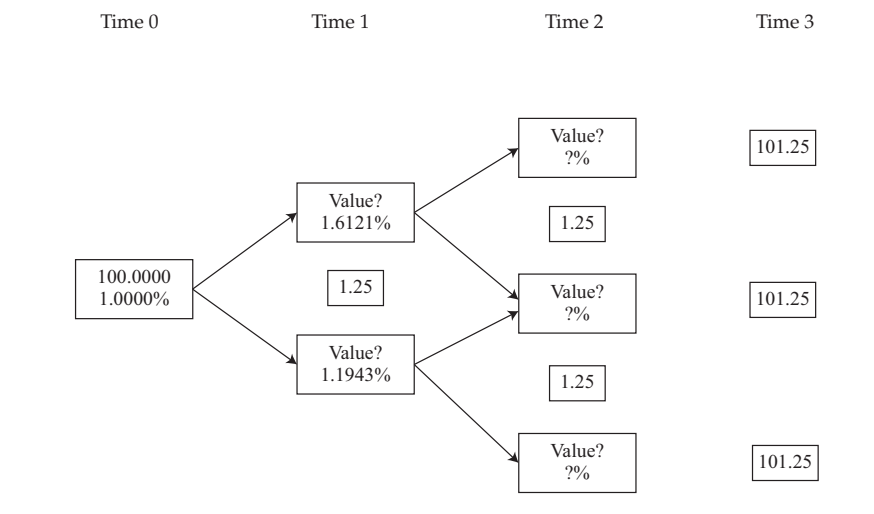 Time 0
Time 1
Time 2
Time 3
Value?
?%
101.25
Value?
1.6121%
1.25
100.0000
1.0000%
1.25
Value?
?%
101.25
Value?
1.1943%
1.25
Value?
?%
101.25